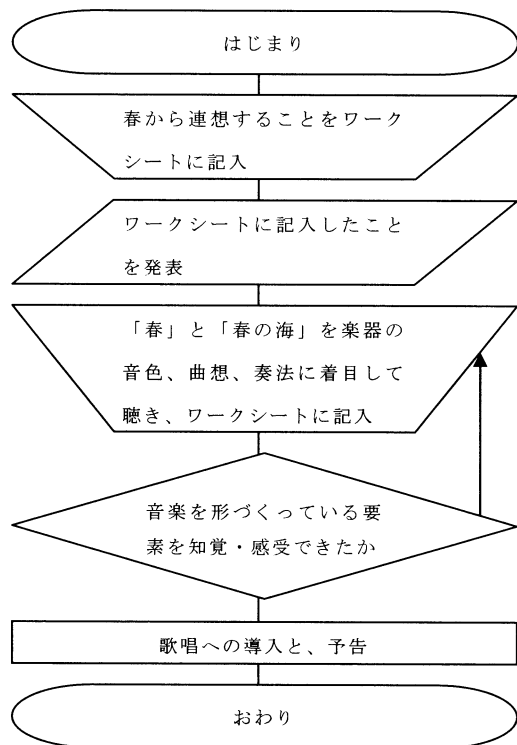 はじまり
春から連想することをワーク
シートに記入
ワークシートに記入したこと
を発表
「春」と「春の海」を楽器の
音色、曲想、奏法に着目して
聴き、ワークシートに記入
音楽を形づくっている要
素を知覚・感受できたか
歌唱への導入と、予告
おわり